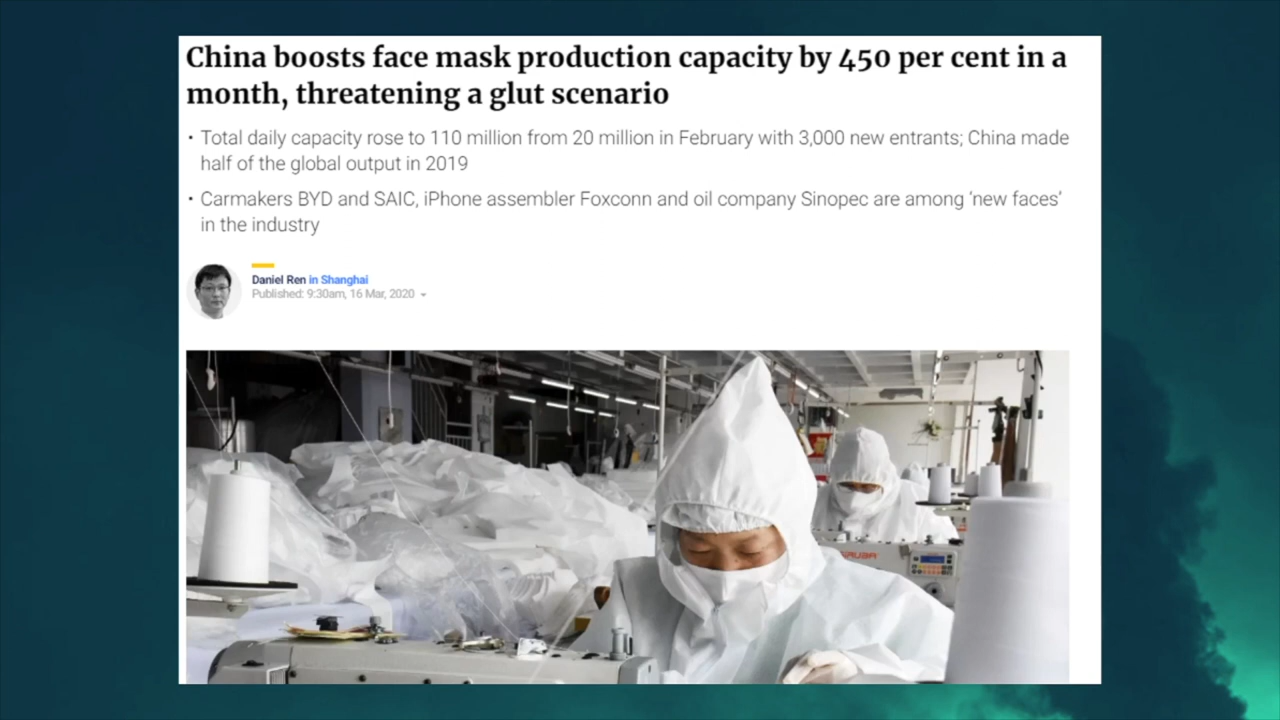 China boosts face mask production capacity by 450 per cent in a
month, threatening a glut scenario
• Total daily capacity rose to 110 million from 20 million in February with 3,000 new entrants; China made
half of the global output in 2019
• Carmakers BYD and SAIC, iPhone assembler Foxconn and oil company Sinopec are among ‘new faces’
in the industry
Daniel Ren in Shanghai
Published: 9:30am, 16 Mar, 2020